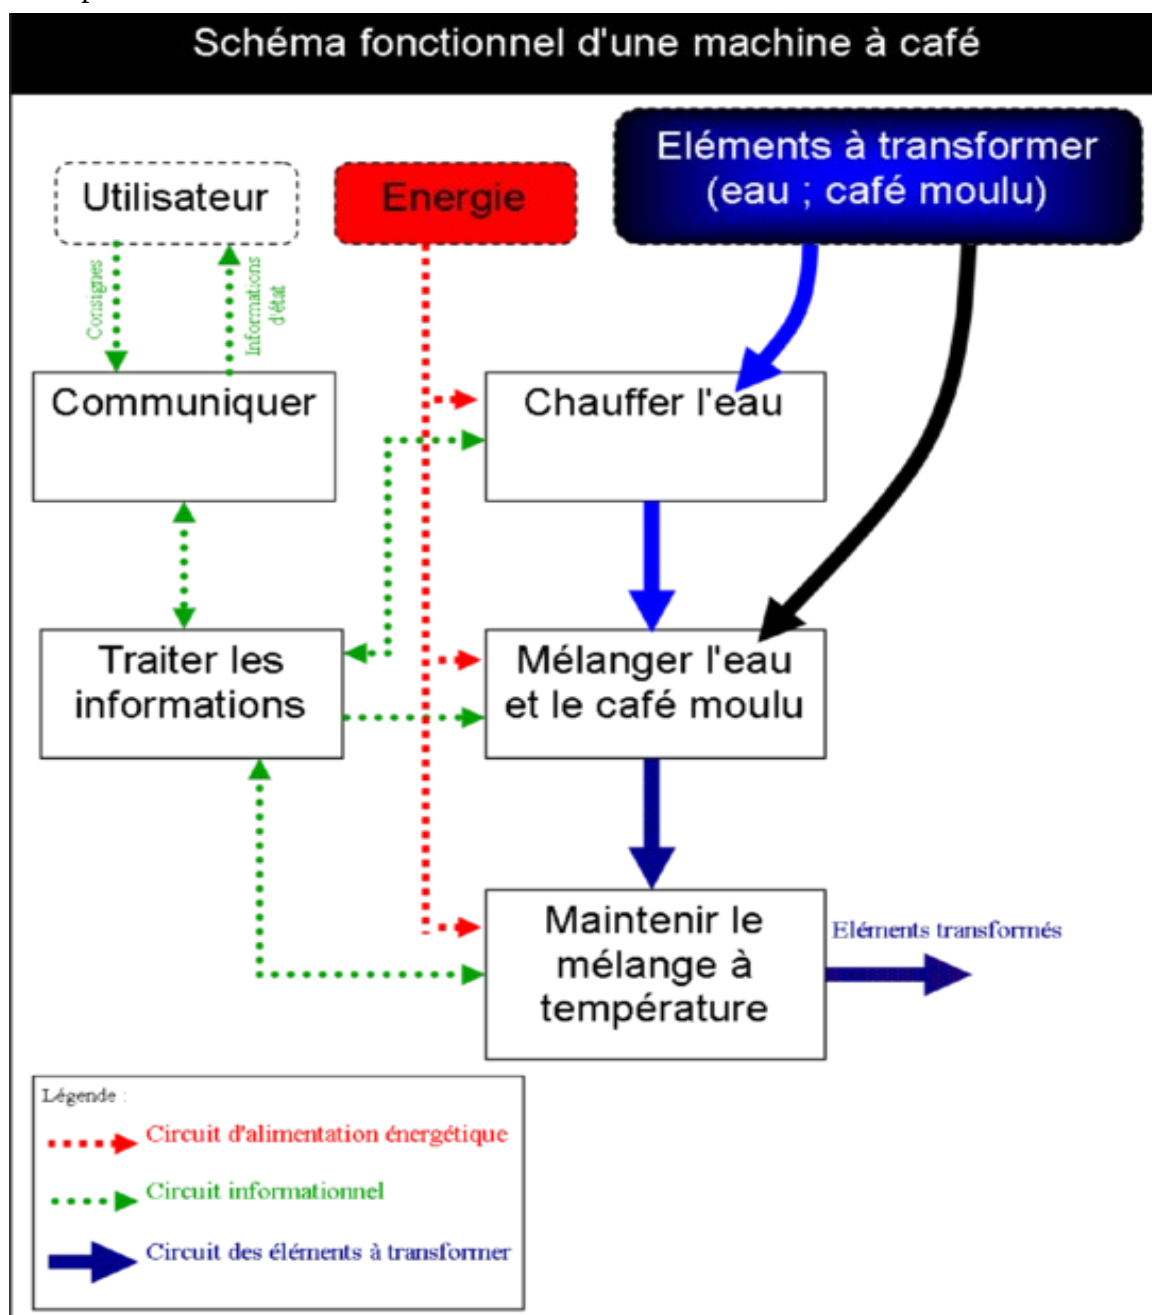 Schéma fonctionnel d'une machine à café
Eléments à transformer
(eau ; café moulu)
Utilisateur
Energie
Consignes
Informations
d'état
Communiquer
Chauffer l'eau
Traiter les
informations
Mélanger l'eau
et le café moulu
Maintenir le
mélange à
température
Eléments transformés
Légende :
Circuit d'alimentation énergétique
Circuit informationnel
Circuit des éléments à transformer